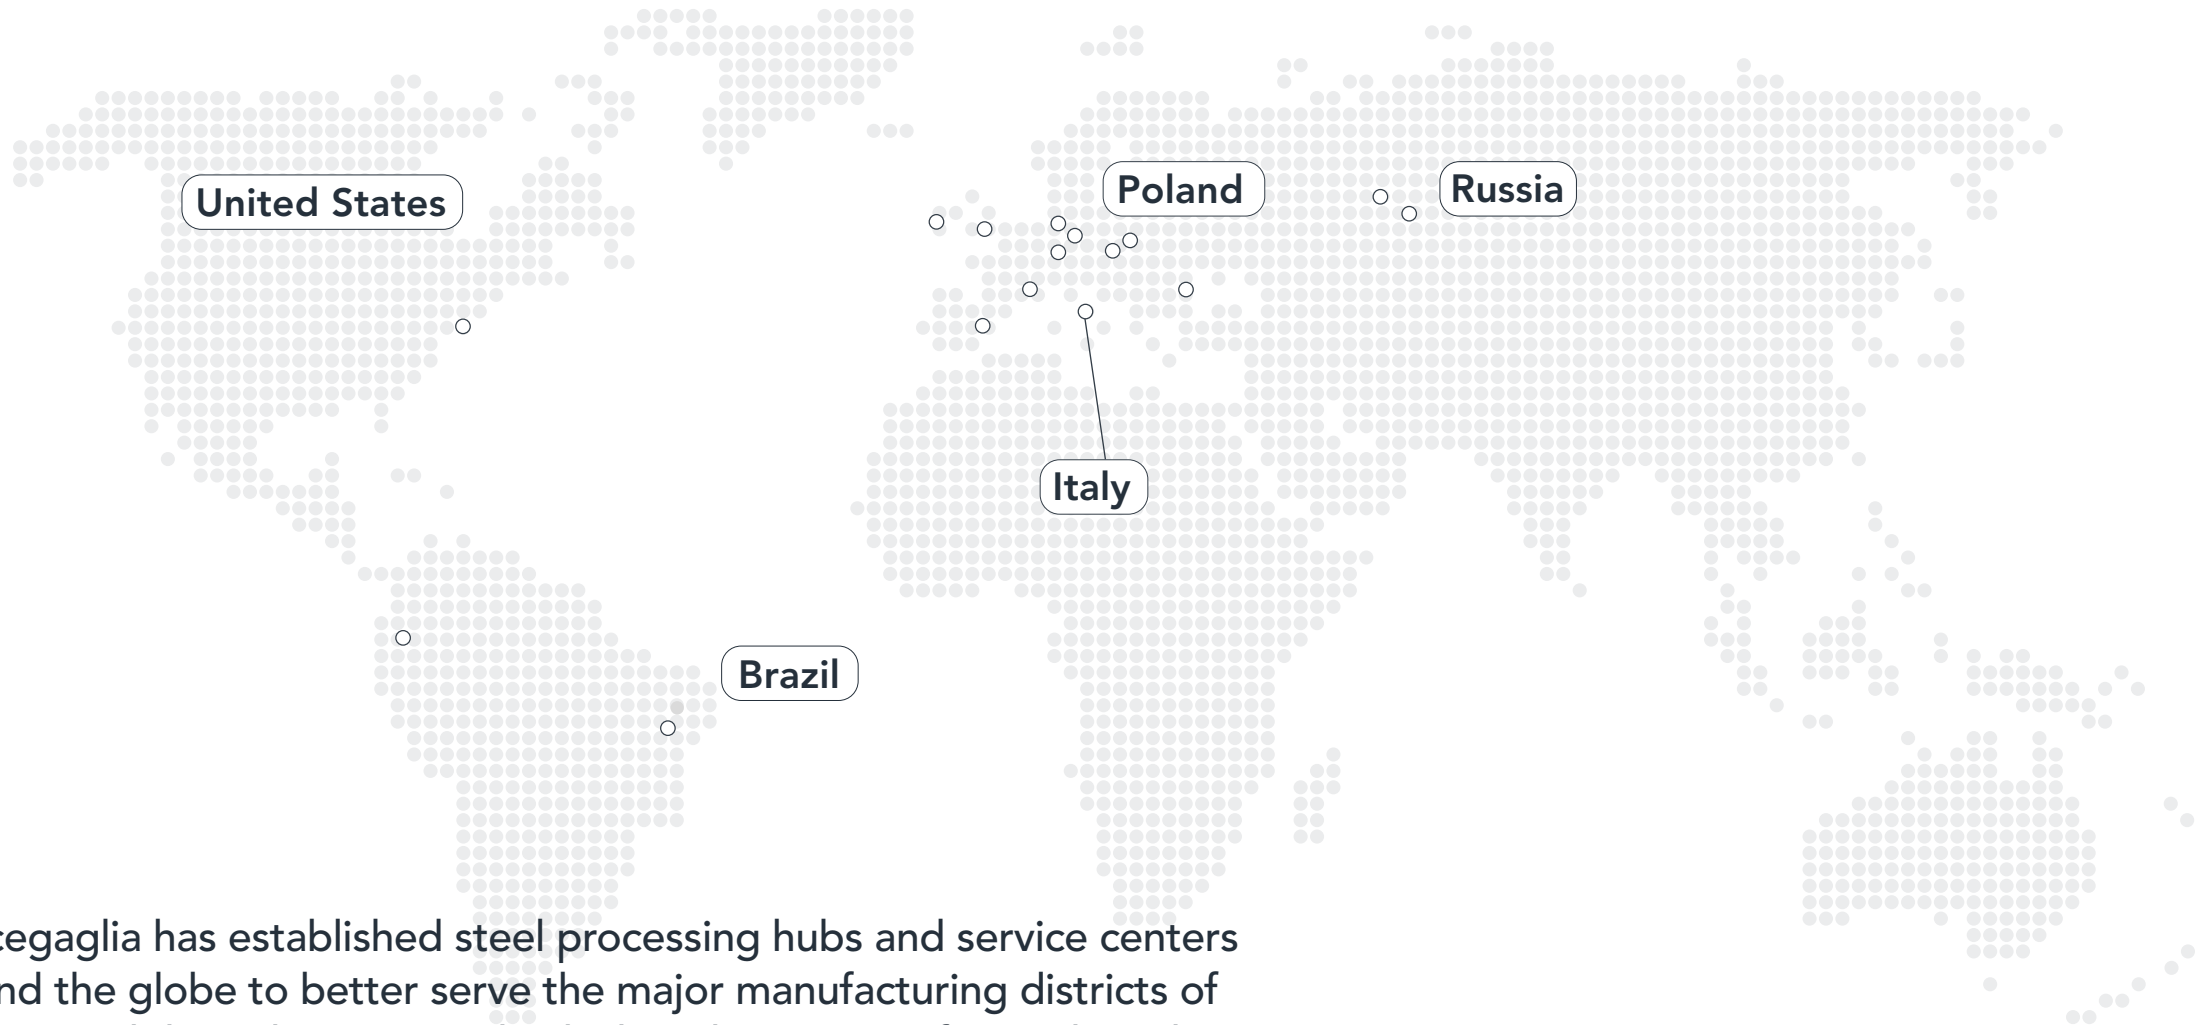 United States
Poland
Russia
Italy
Brazil
cegaglia has established steel processing hubs and service centers
nd the globe to better serve the major manufacturing districts of